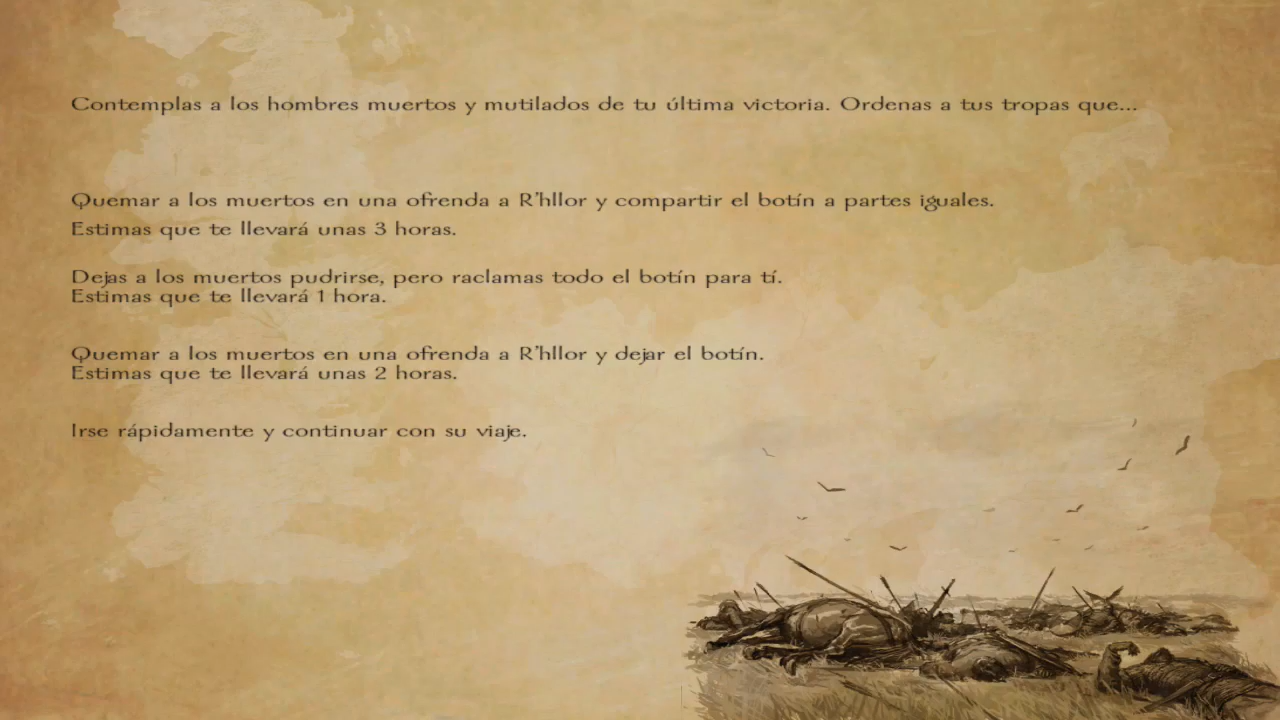 Contemplas a los hombres muertos y mutilados de tu última victoria. Ordenas a tus tropas que...
Quemar a los muertos en una ofrenda a R'hllor y compartir el botín a partes iguales.
Estimas que te llevará unas 3 horas.
Dejas a los muertos pudrirse, pero raclamas todo el botín para tí.
Estimas que te llevará 1 hora.
Quemar a los muertos en una ofrenda a R'hllor y dejar el botín.
Estimas que te llevará unas 2 horas.
Irse rápidamente y continuar con su viaje.